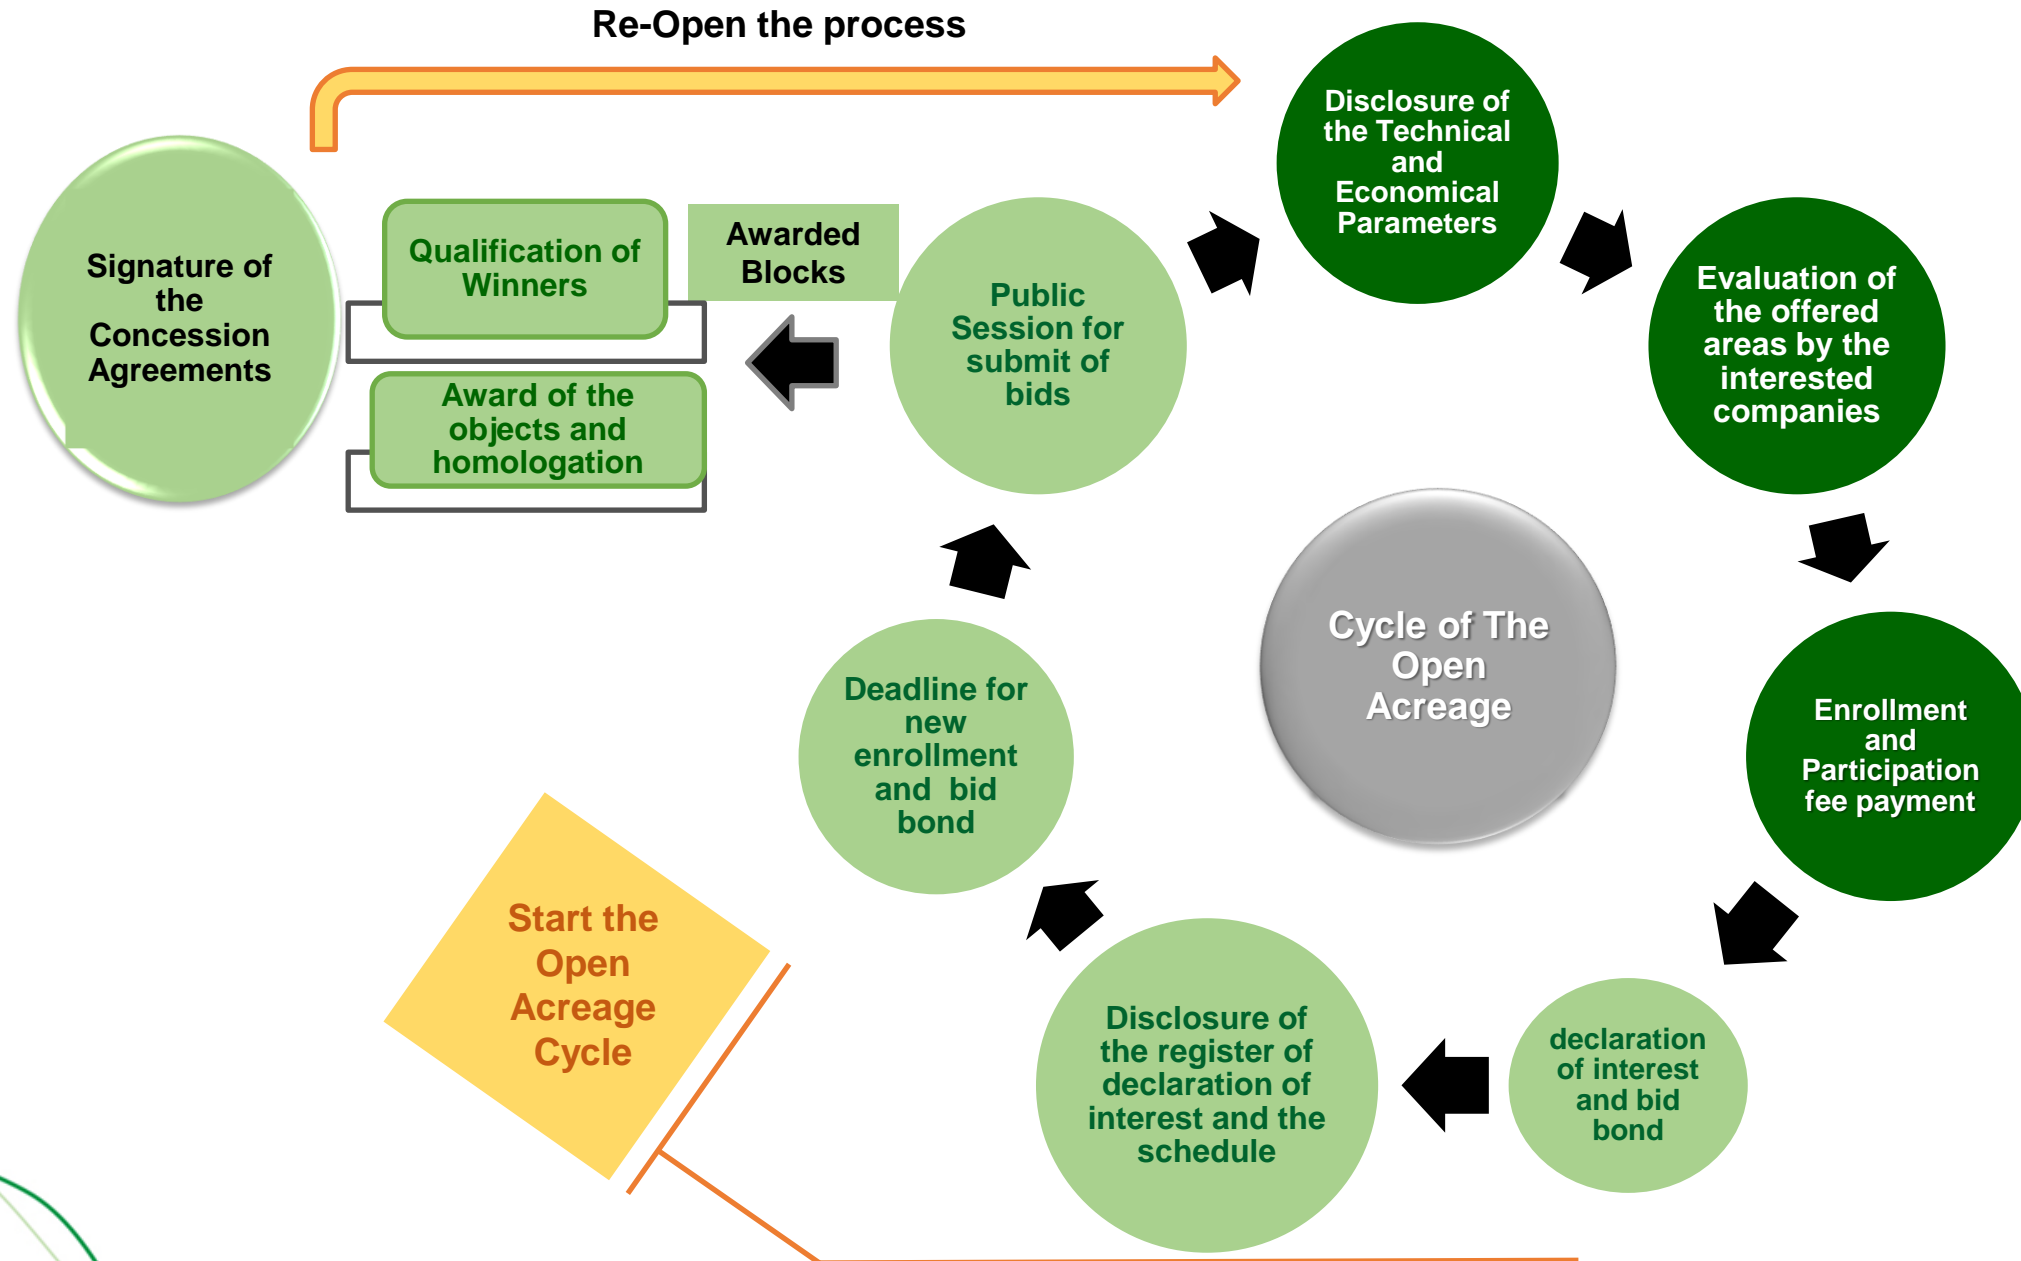 Re-Open the process
Signature of
the
Concession
Agreements
Qualification of
Winners
Award of the
objects and
homologation
Awarded
Blocks
Public
Session for
submit of
bids
Disclosure of
the Technical
and
Economical
Parameters
Evaluation of
the offered
areas by the
interested
companies
Enrollment
and
Participation
fee payment
declaration
of interest
and bid
bond
Disclosure of
the register of
declaration of
interest and the
schedule
Deadline for
new
enrollment
and bid
bond
Cycle of The
Open
Acreage
Start the
Open
Acreage
Cycle